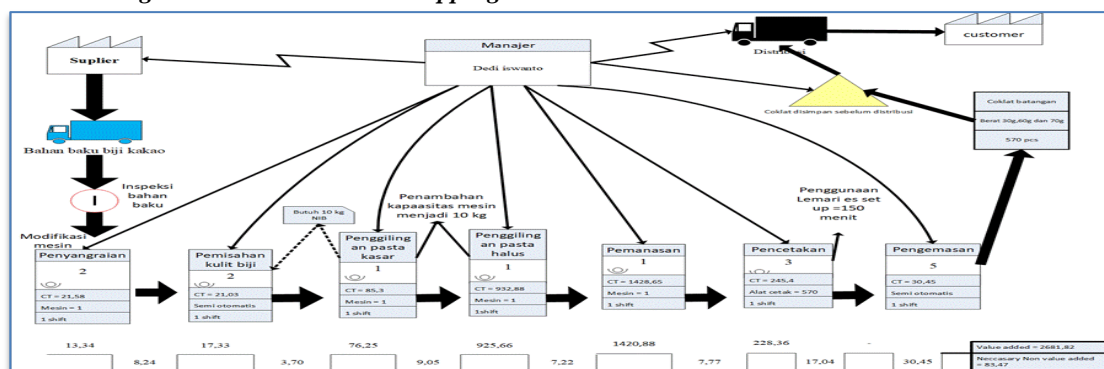 Manajer
Dedi iswanto
Suplier
Distribusi
customer
Coklat disimpan sebelum distribusi
Coklat batangan
Berat 30g,60g dan 70g
570 pcs
Bahan baku biji kakao
I
Inspeksi
bahan
baku
Modifikasi
mesin
Butuh 10 kg
NIB
Penambahan
kapaasitas mesin
menjadi 10 kg
Penggunaan
Lemari es set
up =150
menit
Penyangraian
2
CT = 21,58
Mesin = 1
1 shift
Pemisahan
kulit biji
2
CT = 21,03
Semi otomatis
1 shift
Penggiling
an pasta
kasar
1
CT = 85,3
Mesin = 1
1 shift
Penggiling
an pasta
halus
1
CT = 932,88
Mesin = 1
1shift
Pemanasan
1
CT = 1428,65
Mesin = 1
1 shift
Pencetakan
3
CT = 245,4
Alat cetak = 570
1 shift
Pengemasan
5
CT = 30,45
Semi otomatis
1 shift
13,34 17,33 76,25 925,66 1420,88 228,36 -
8,24 3,70 9,05 7,22 7,77 17,04 30,45
Value added = 2681,82
Neccasary Non value added
= 83,47